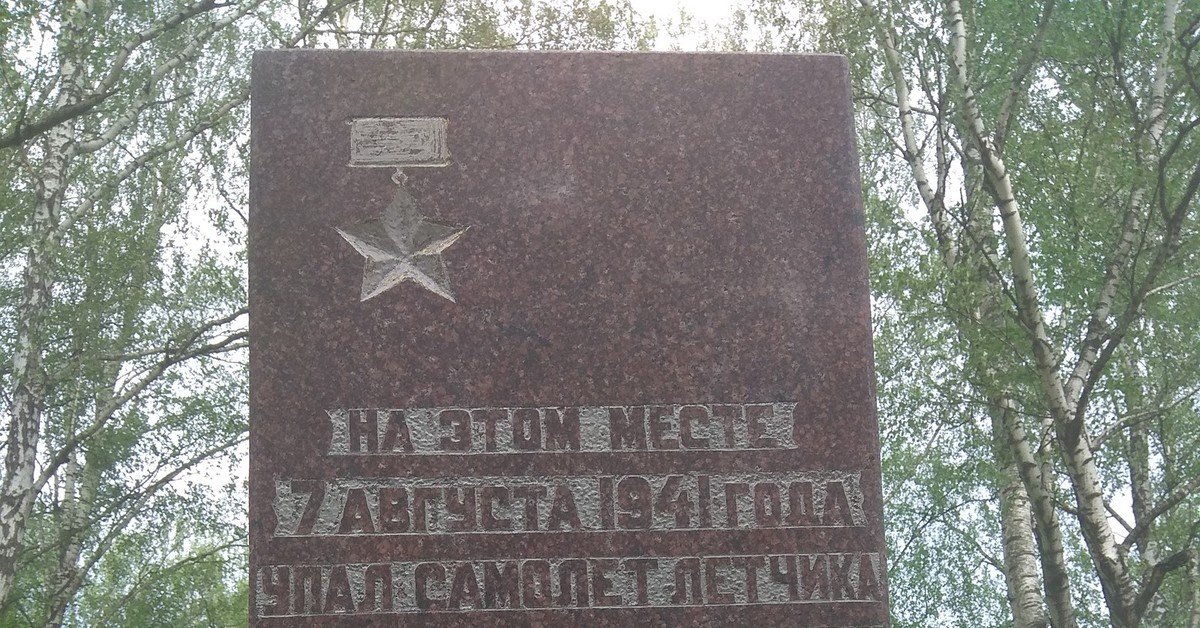 НА ЭТОМ МЕСТЕ
7 АВГУСТА 1941 ГОДА
УПАЛ САМОЛЕТ ЛЕТЧИКА